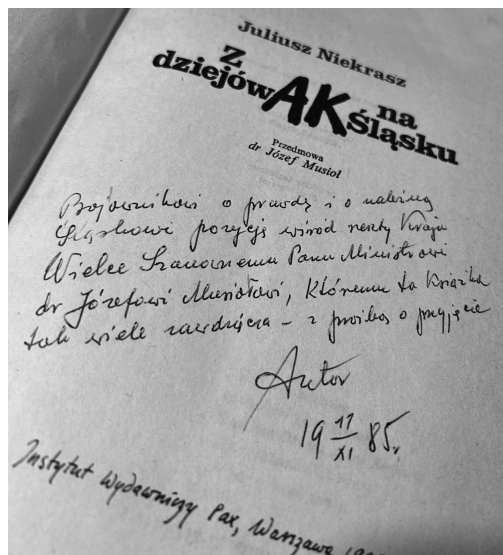 Juliusz Niekrasz
Z
dziejów AK na
Śląsku
Przedmowa
dr Józef Musioł
Bojownikowi o prawdę i o należną
Śląskowi pozycję wśród reszty Kraju
Wielce Szanownemu Panu Ministrowi
dr Józefowi Musiołowi, któremu ta książka
tak wiele zawdzięcza – z prośbą o przyjęcie
Autor
19 17/XI 85r
Instytut Wydawniczy Pax, Warszawa